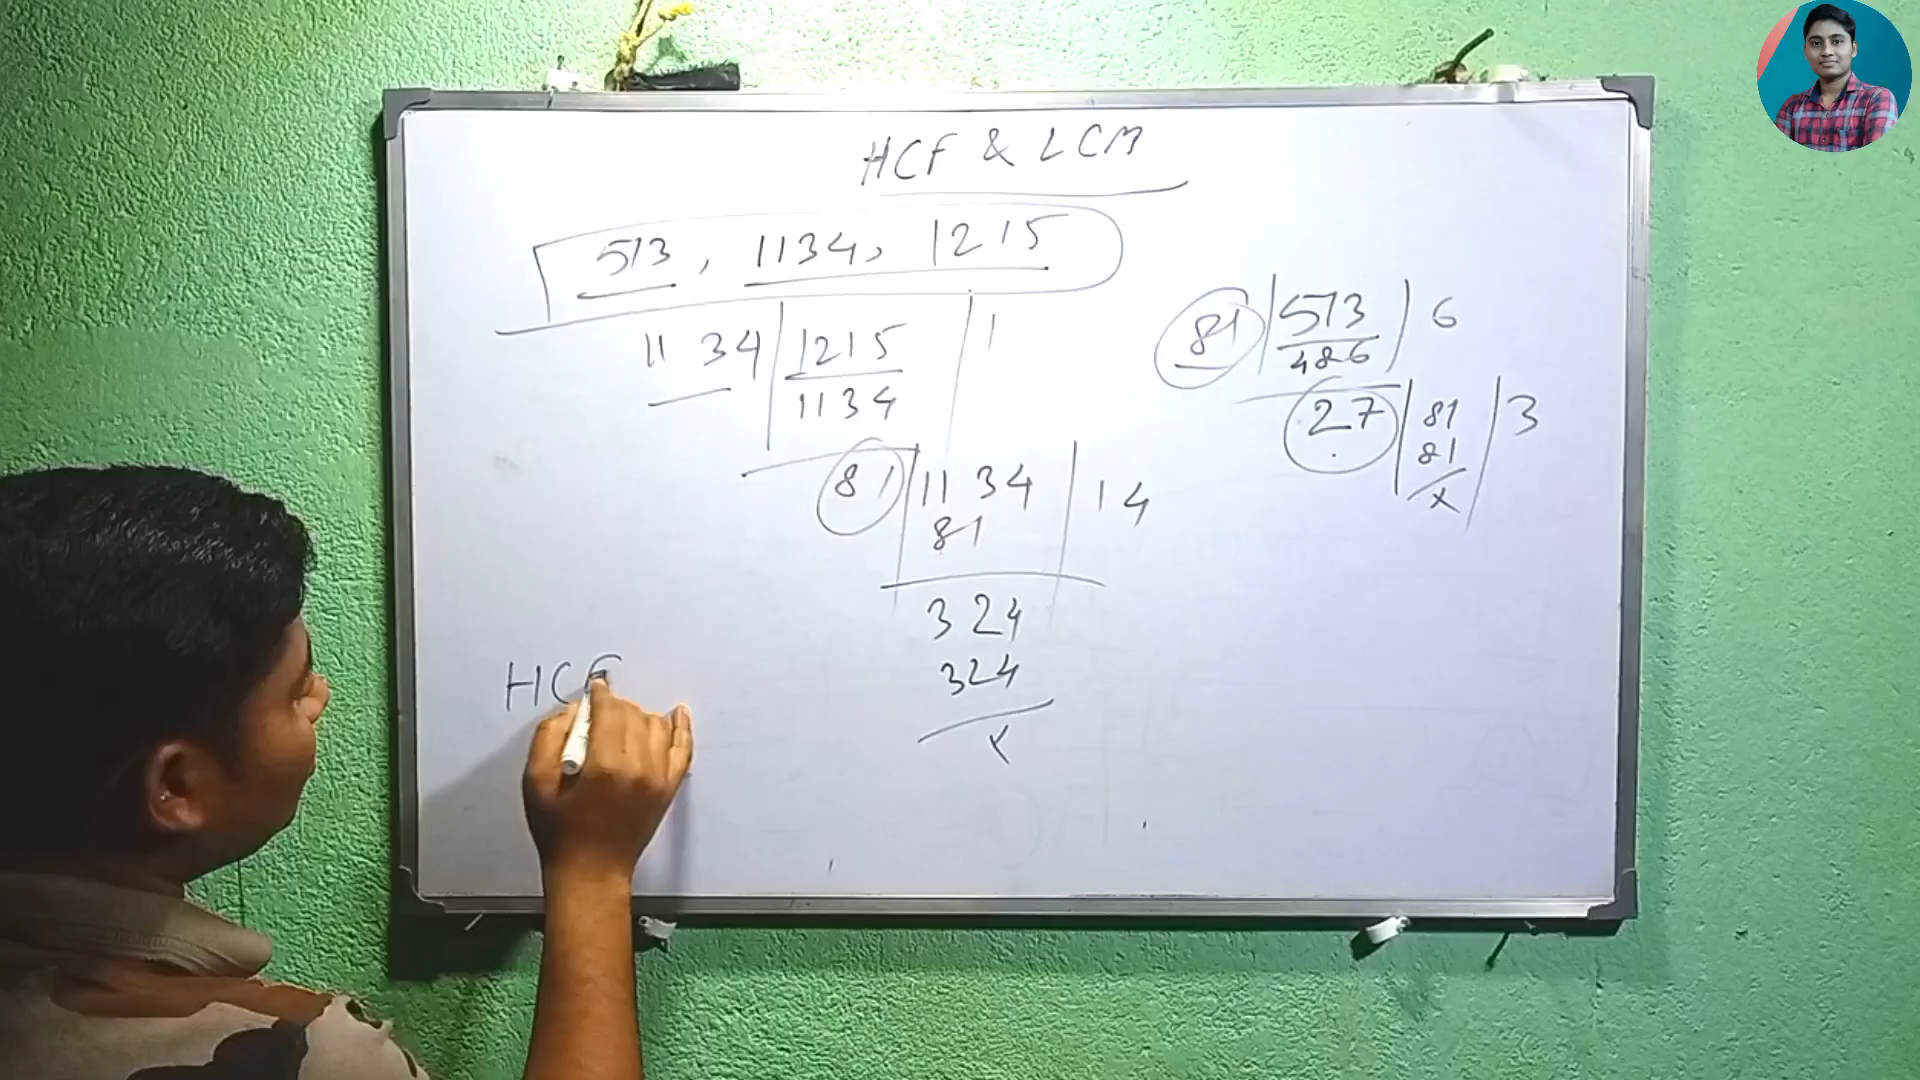 HCF & LCM
513, 1134, 1215
1134 1215 1
1134
81 1134 14
81
324
324
x
81 513 6
486
27 81 3
81
x
HCF